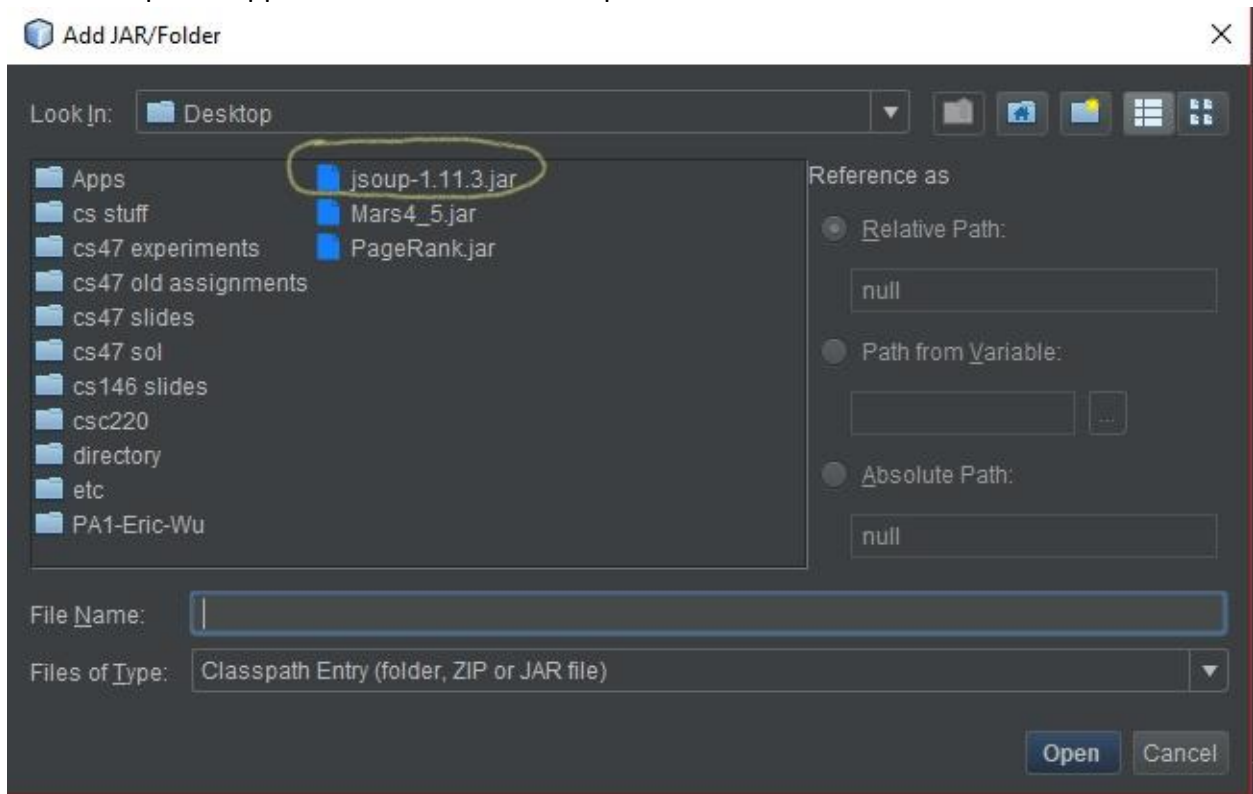 Add JAR/Folder
Look In: Desktop
Apps
cs stuff
cs47 experiments
cs47 old assignments
cs47 slides
cs47 sol
cs146 slides
csc220
directory
etc
PA1-Eric-Wu
jsoup-1.11.3.jar
Mars4_5.jar
PageRank.jar
Reference as
Relative Path:
null
Path from Variable:
...
Absolute Path:
null
File Name:
Files of Type: Classpath Entry (folder, ZIP or JAR file)
Open Cancel